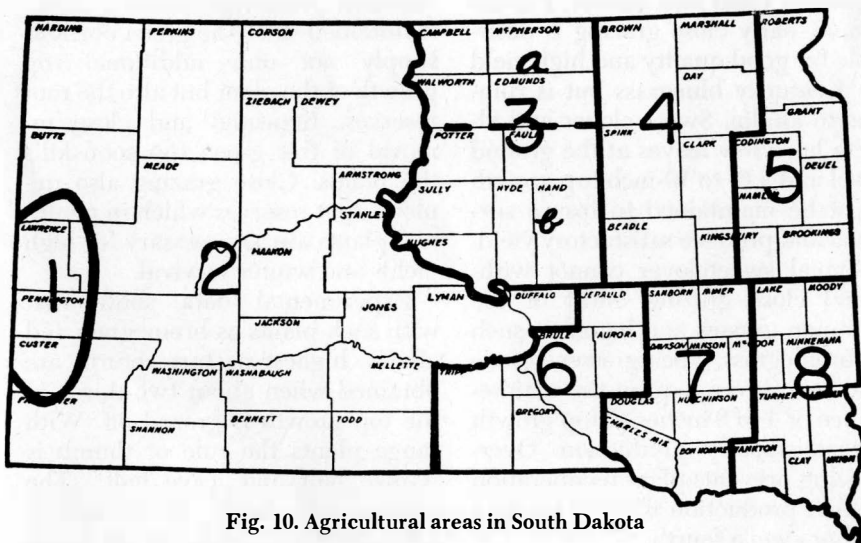 HARDING PERKINS CORSON CAMPBELL McPHERSON BROWN MARSHALL ROBERTS
WALWORTH EDMUNDS DAY
a
ZIEBACH DEWEY GRANT
3 4
BUTTE POTTER FAULK SPINK CLARK CODINGTON
MEADE 5
ARMSTRONG SULLY HYDE HAND HAMLIN DEUEL
STANLEY
LAWRENCE HUGHES BEADLE KINGSBURY BROOKINGS
1 2 HAAKON
PENNINGTON JONES LYMAN BUFFALO JERAULD SANBORN MINER LAKE MOODY
CUSTER JACKSON BRULE AURORA DAVISON HANSON McCOOK MINNEHAHA
6 7 8
WASHINGTON WASHABAUGH MELLETTE TRIPP DOUGLAS HUTCHINSON TURNER
FALL RIVER
SHANNON BENNETT TODD GREGORY CHARLES MIX
BON HOMME YANKTON CLAY UNION
Fig. 10. Agricultural areas in South Dakota